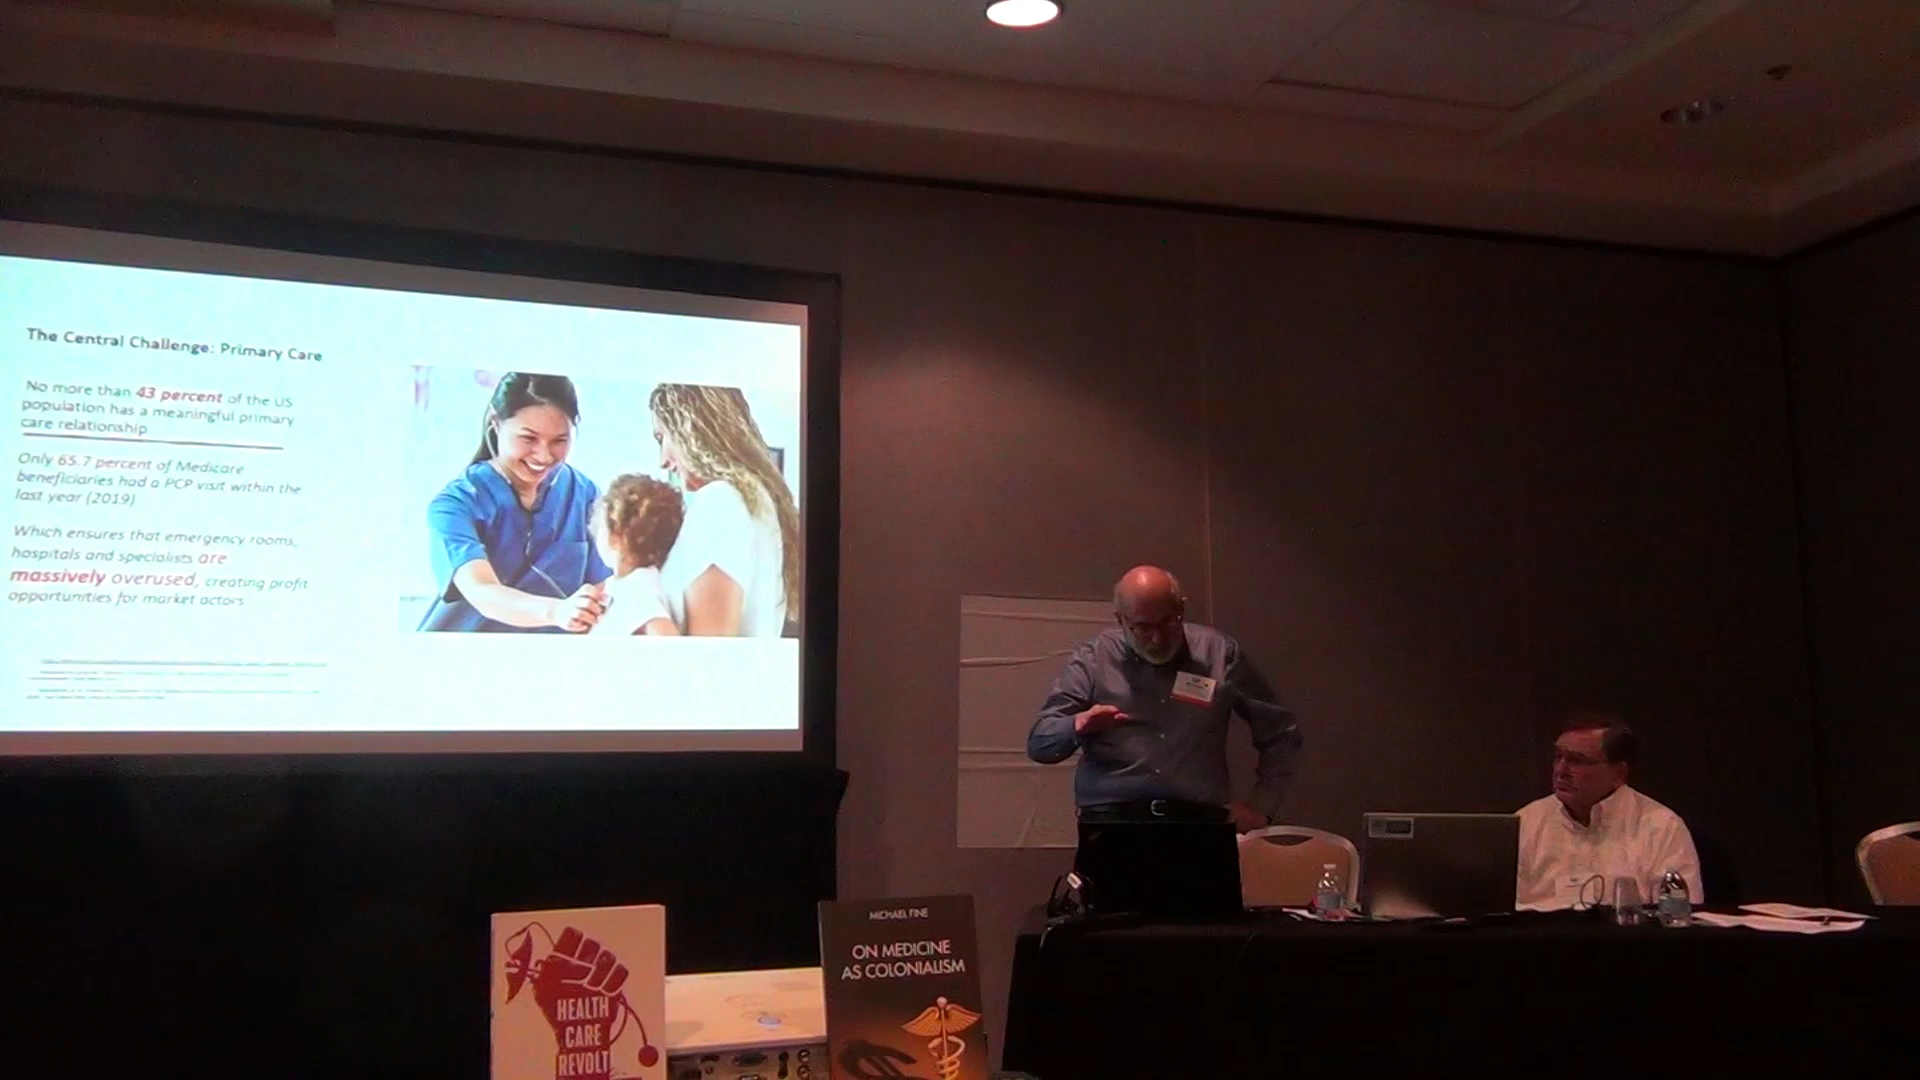 The Central Challenge: Primary Care
No more than 43 percent of the US
population has a meaningful primary
care relationship
Only 65.7 percent of Medicare
beneficiaries had a PCP visit within the
last year (2019)
Which ensures that emergency rooms,
hospitals and specialists are
massively overused, creating profit
opportunities for market actors
HEALTH
CARE
REVOLT
MICHAEL FINE
ON MEDICINE
AS COLONIALISM